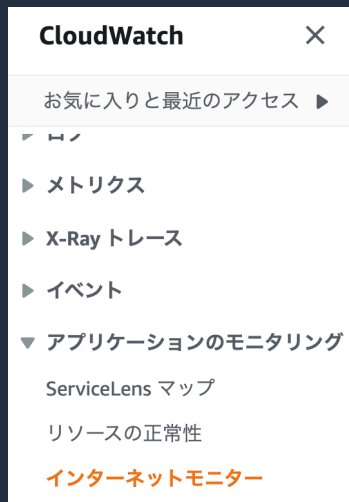 CloudWatch
お気に入りと最近のアクセス
ログ
メトリクス
X-Ray トレース
イベント
アプリケーションのモニタリング
ServiceLens マップ
リソースの正常性
インターネットモニター